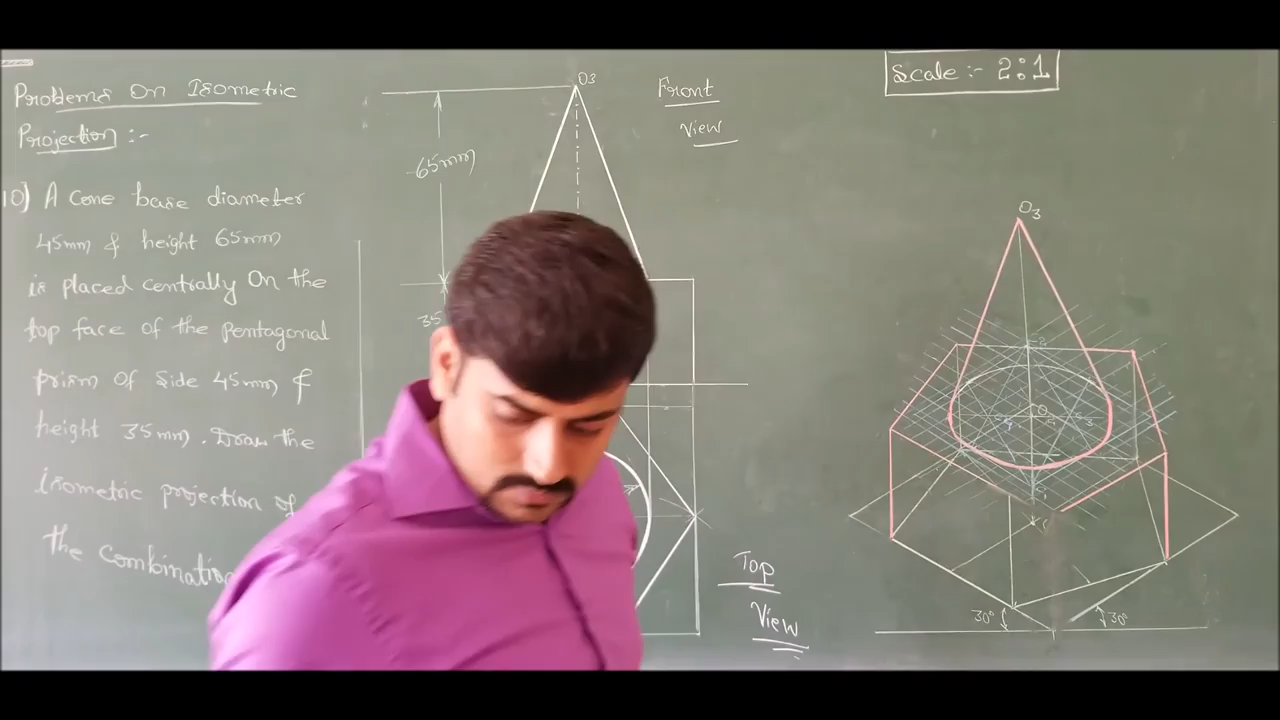 Problems On Isometric
Projection :-
10] A Cone base diameter
45mm & height 65mm
is placed centrally On the
top face of the Pentagonal
prism Of Side 45mm &
height 35mm. Draw the
isometric projection of
the Combination
O3
65mm
35
Front
View
Top
View
Scale :- 2:1
O3
30°
30°